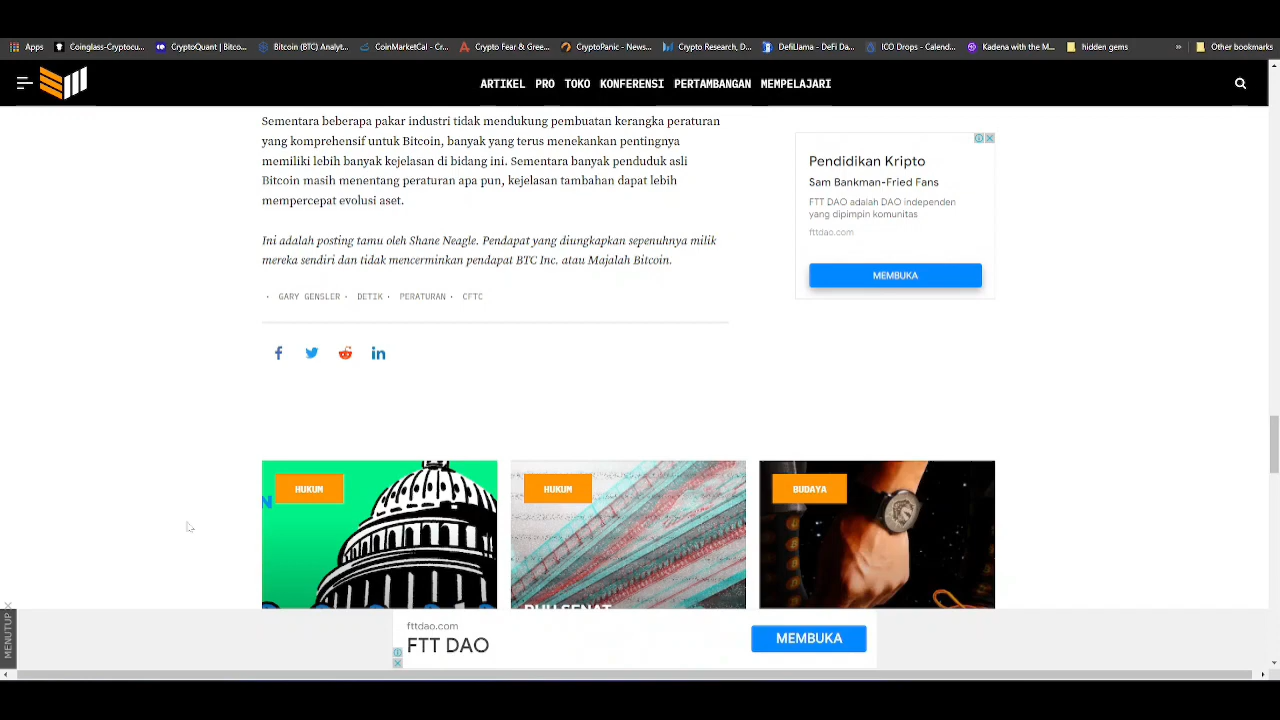 Apps Coinglass-Cryptocu... CryptoQuant | Bitco... Bitcoin (BTC) Analyt... CoinMarketCal - Cr... Crypto Fear & Gree... CryptoPanic - News... Crypto Research, D... DefiLlama - DeFi Da... ICO Drops - Calend... Kadena with the M... hidden gems » Other bookmarks
ARTIKEL PRO TOKO KONFERENSI PERTAMBANGAN MEMPELAJARI
Sementara beberapa pakar industri tidak mendukung pembuatan kerangka peraturan
yang komprehensif untuk Bitcoin, banyak yang terus menekankan pentingnya
memiliki lebih banyak kejelasan di bidang ini. Sementara banyak penduduk asli
Bitcoin masih menentang peraturan apa pun, kejelasan tambahan dapat lebih
mempercepat evolusi aset.
Ini adalah posting tamu oleh Shane Neagle. Pendapat yang diungkapkan sepenuhnya milik
mereka sendiri dan tidak mencerminkan pendapat BTC Inc. atau Majalah Bitcoin.
· GARY GENSLER · DETIK · PERATURAN · CFTC
Pendidikan Kripto
Sam Bankman-Fried Fans
FTT DAO adalah DAO independen
yang dipimpin komunitas
fttdao.com
MEMBUKA
HUKUM
HUKUM
BUDAYA
N
MENUTUP
fttdao.com
FTT DAO
MEMBUKA